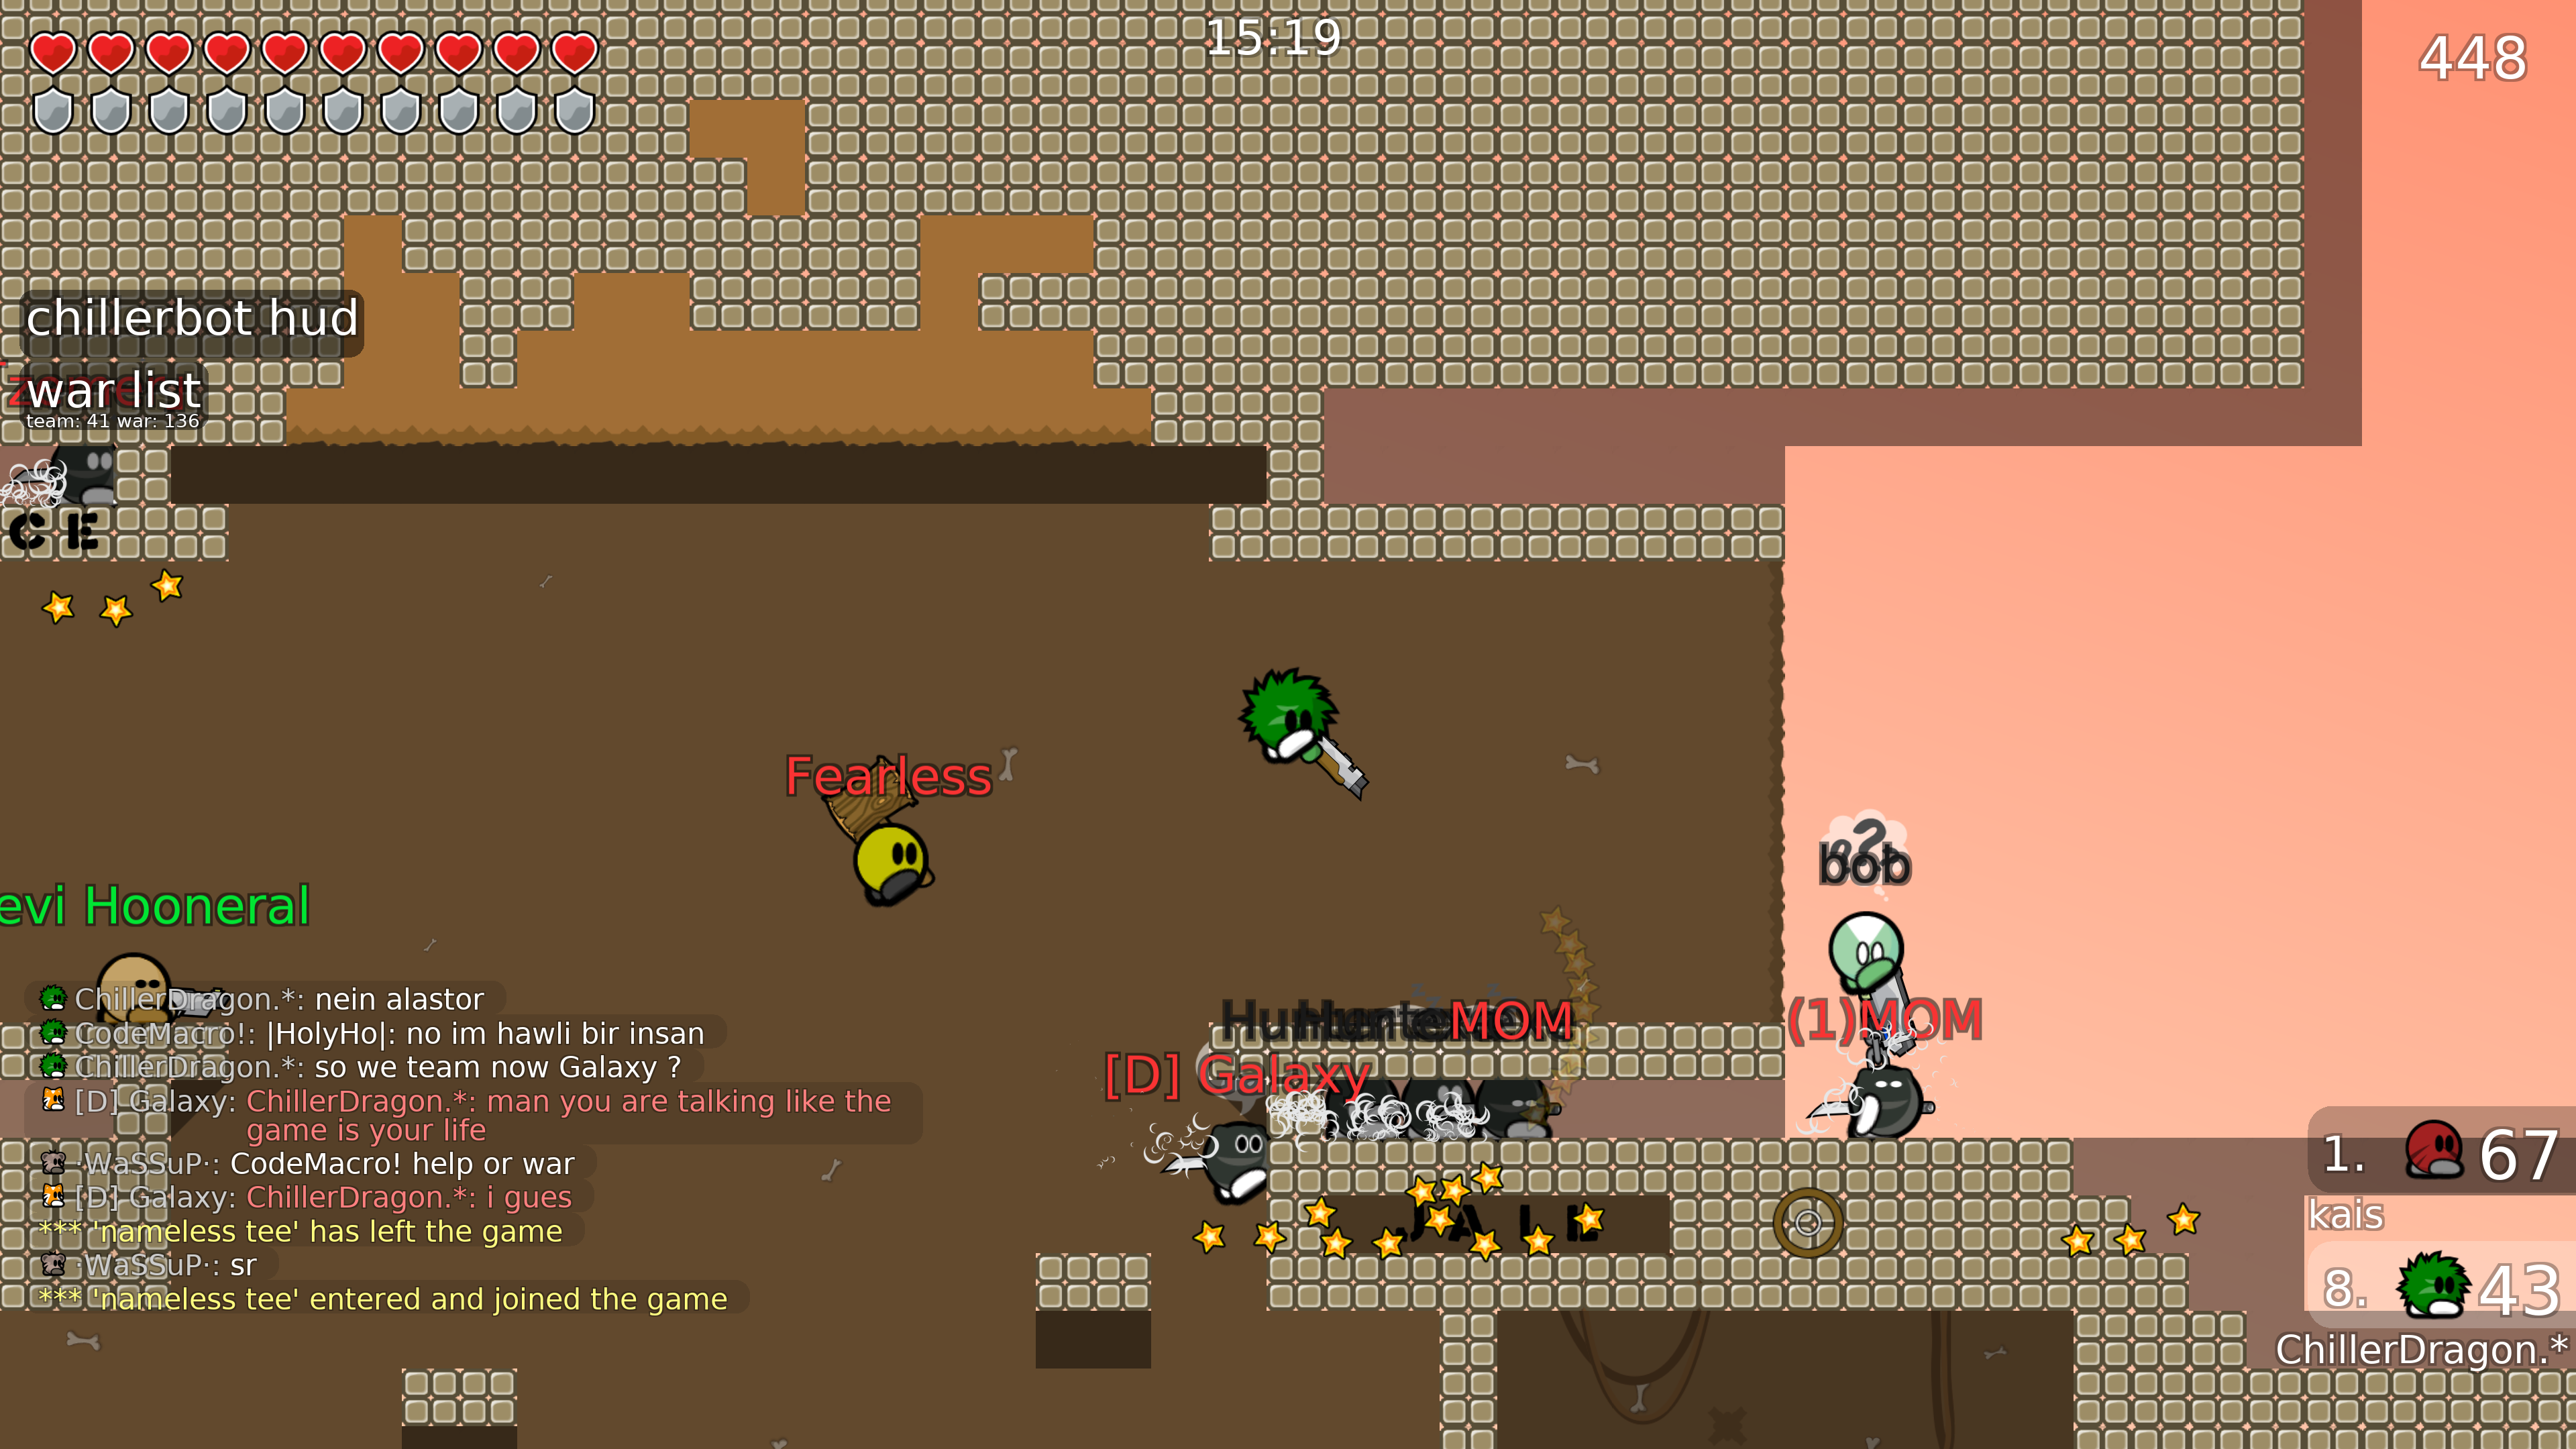 15:19
448
chillerbot hud
war list
team: 41 war: 136
C E
Fearless
evi Hooneral
bob
MOM
(1)MOM
[D] Galaxy
JAIL
ChillerDragon.*: nein alastor
CodeMacro!: |HolyHo|: no im hawli bir insan
ChillerDragon.*: so we team now Galaxy ?
[D] Galaxy: ChillerDragon.*: man you are talking like the
game is your life
·WaSSuP·: CodeMacro! help or war
[D] Galaxy: ChillerDragon.*: i gues
*** 'nameless tee' has left the game
·WaSSuP·: sr
*** 'nameless tee' entered and joined the game
1. 67
kais
8. 43
ChillerDragon.*